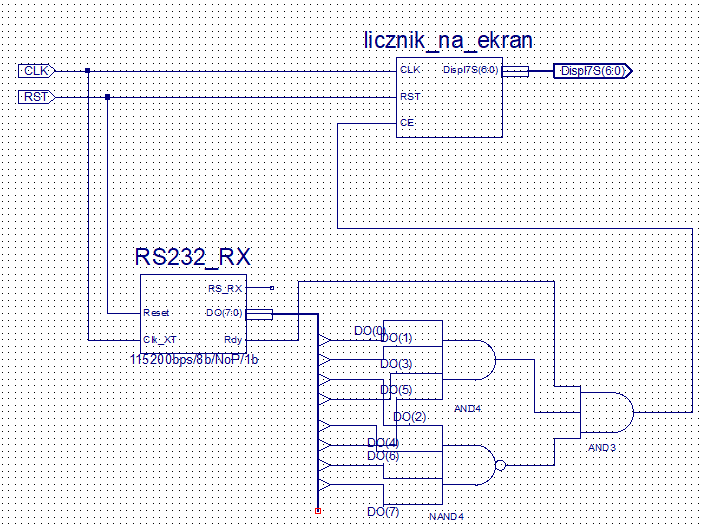 licznik_na_ekran
CLK
CLK
Displ7S(6:0)
Displ7S(6:0)
RST
RST
CE
RS232_RX
RS_RX
Reset
DO(7:0)
Clk_XT
Rdy
115200bps/8b/NoP/1b
DO(0)
DO(1)
DO(3)
DO(5)
AND4
DO(2)
DO(4)
DO(6)
AND3
DO(7)
NAND4